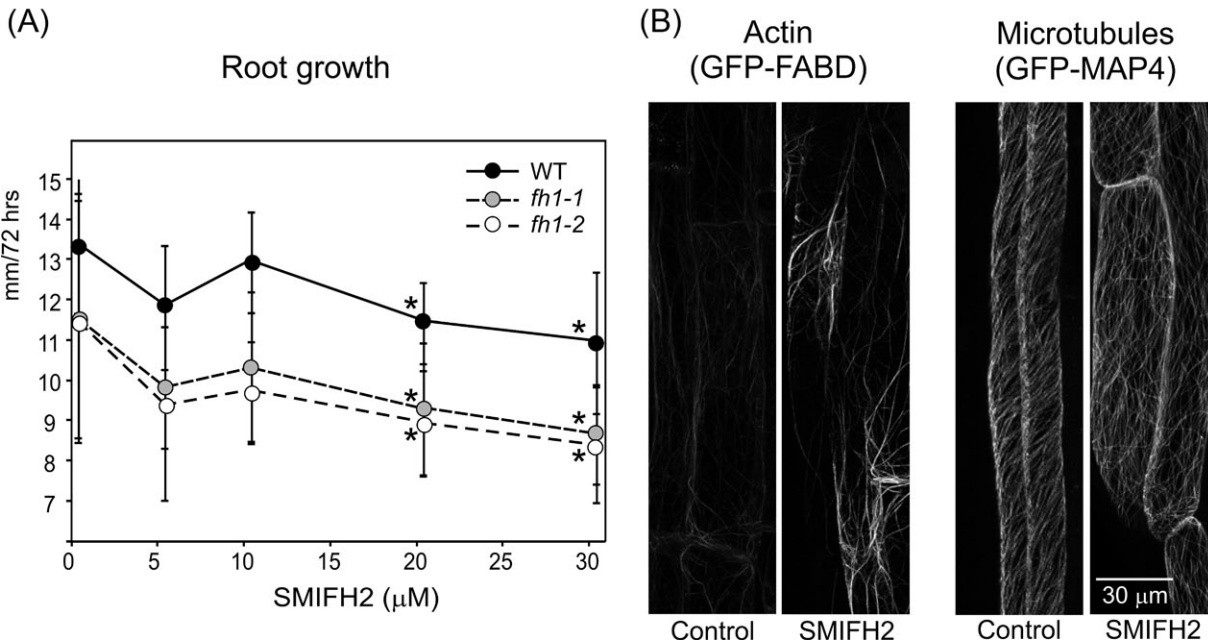 (A)
Root growth
mm/72 hrs
15
14
13
12
11
10
9
8
7
WT
fh1-1
fh1-2
*
*
*
*
*
*
0 5 10 15 20 25 30
SMIFH2 (μM)
(B)
Actin
(GFP-FABD)
Microtubules
(GFP-MAP4)
30 μm
Control SMIFH2 Control SMIFH2